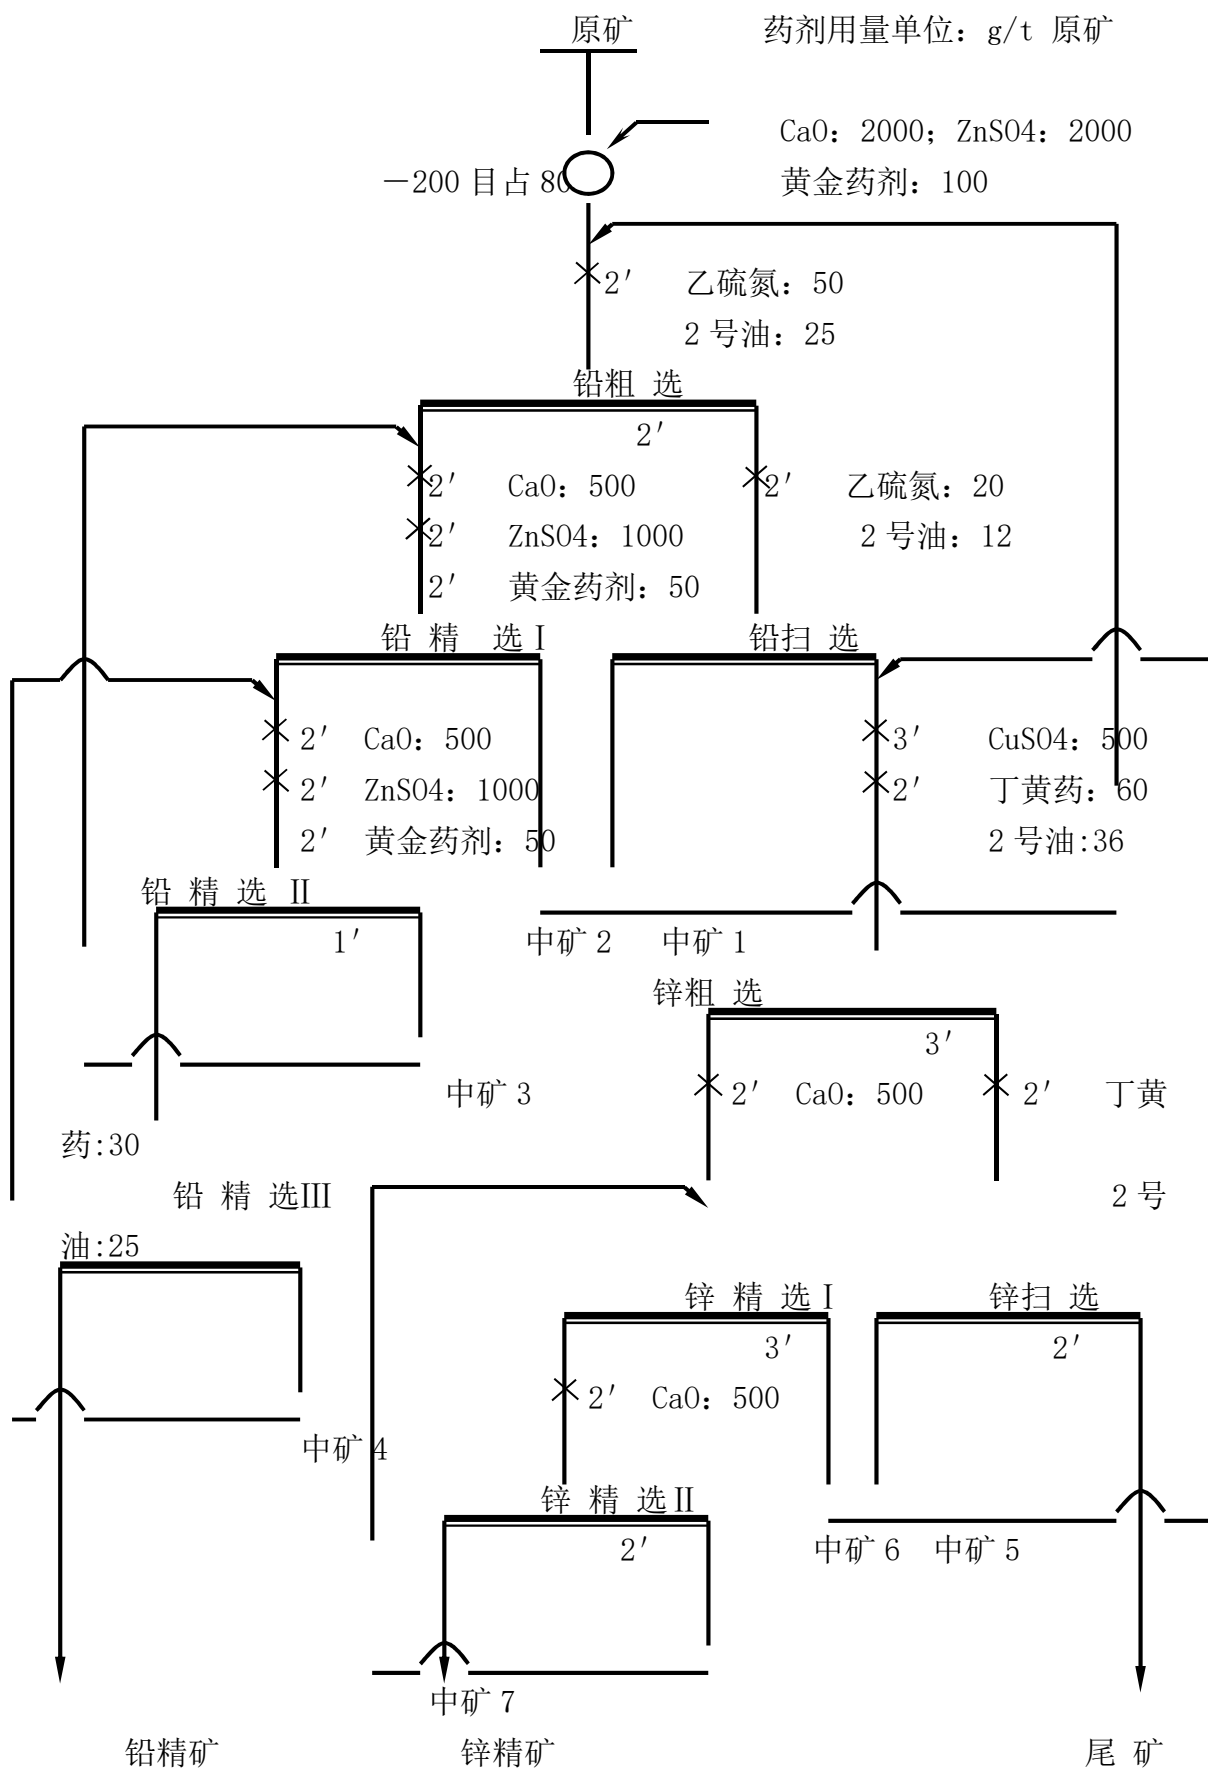 原矿 药剂用量单位：g/t 原矿
CaO：2000；ZnSO4：2000
－200 目占 80 黄金药剂：100
2′ 乙硫氮：50
2 号油：25
铅粗 选
2′
2′ CaO：500 2′ 乙硫氮：20
2′ ZnSO4：1000 2 号油：12
2′ 黄金药剂：50
铅 精 选 I 铅扫 选
2′ CaO：500 3′ CuSO4：500
2′ ZnSO4：1000 2′ 丁黄药：60
2′ 黄金药剂：50 2 号油:36
铅 精 选 II
1′ 中矿 2 中矿 1
锌粗 选
3′
中矿 3 2′ CaO：500 2′ 丁黄
药:30
铅 精 选III 2 号
油:25
锌 精 选 I 锌扫 选
3′ 2′
2′ CaO：500
中矿 4
锌 精 选 II
2′ 中矿 6 中矿 5
中矿 7
铅精矿 锌精矿 尾 矿